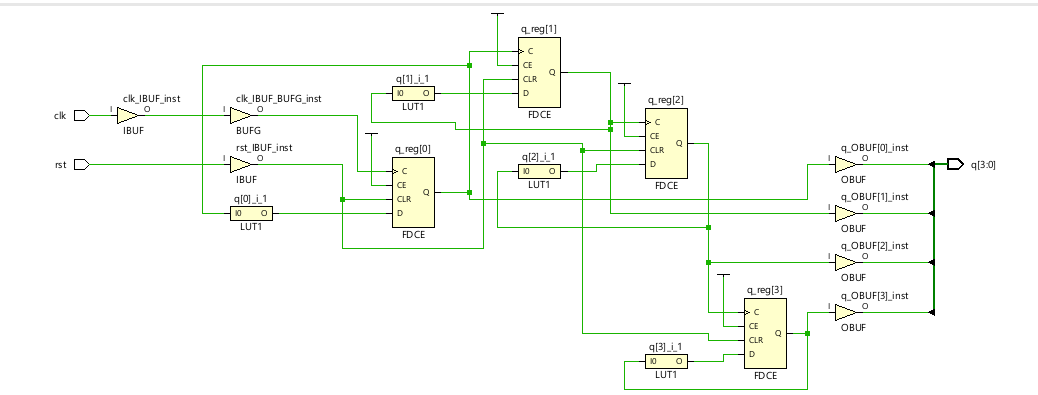 q_reg[1]
C
CE
CLR
D
Q
FDCE
q[1]_i_1
I0 O
LUT1
clk
clk_IBUF_inst
I O
IBUF
clk_IBUF_BUFG_inst
I O
BUFG
q_reg[2]
C
CE
CLR
D
Q
FDCE
rst
rst_IBUF_inst
I O
IBUF
q_reg[0]
C
CE
CLR
D
Q
FDCE
q[2]_i_1
I0 O
LUT1
q[0]_i_1
I0 O
LUT1
q_OBUF[0]_inst
I O
OBUF
q[3:0]
q_OBUF[1]_inst
I O
OBUF
q_OBUF[2]_inst
I O
OBUF
q_OBUF[3]_inst
I O
OBUF
q_reg[3]
C
CE
CLR
D
Q
FDCE
q[3]_i_1
I0 O
LUT1